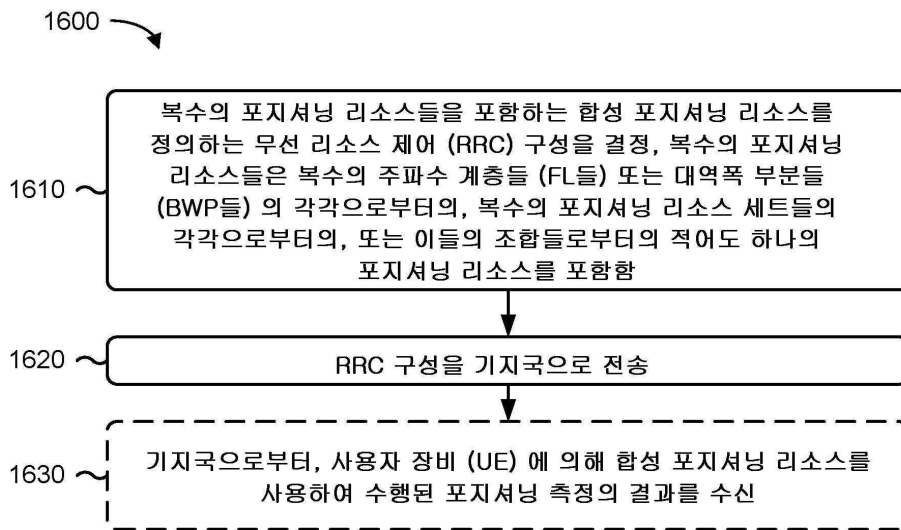 1600
1610
복수의 포지셔닝 리소스들을 포함하는 합성 포지셔닝 리소스를
정의하는 무선 리소스 제어 (RRC) 구성을 결정, 복수의 포지셔닝
리소스들은 복수의 주파수 계층들 (FL들) 또는 대역폭 부분들
(BWP들) 의 각각으로부터의, 복수의 포지셔닝 리소스 세트들의
각각으로부터의, 또는 이들의 조합들로부터의 적어도 하나의
포지셔닝 리소스를 포함함
1620
RRC 구성을 기지국으로 전송
1630
기지국으로부터, 사용자 장비 (UE) 에 의해 합성 포지셔닝 리소스를
사용하여 수행된 포지셔닝 측정의 결과를 수신